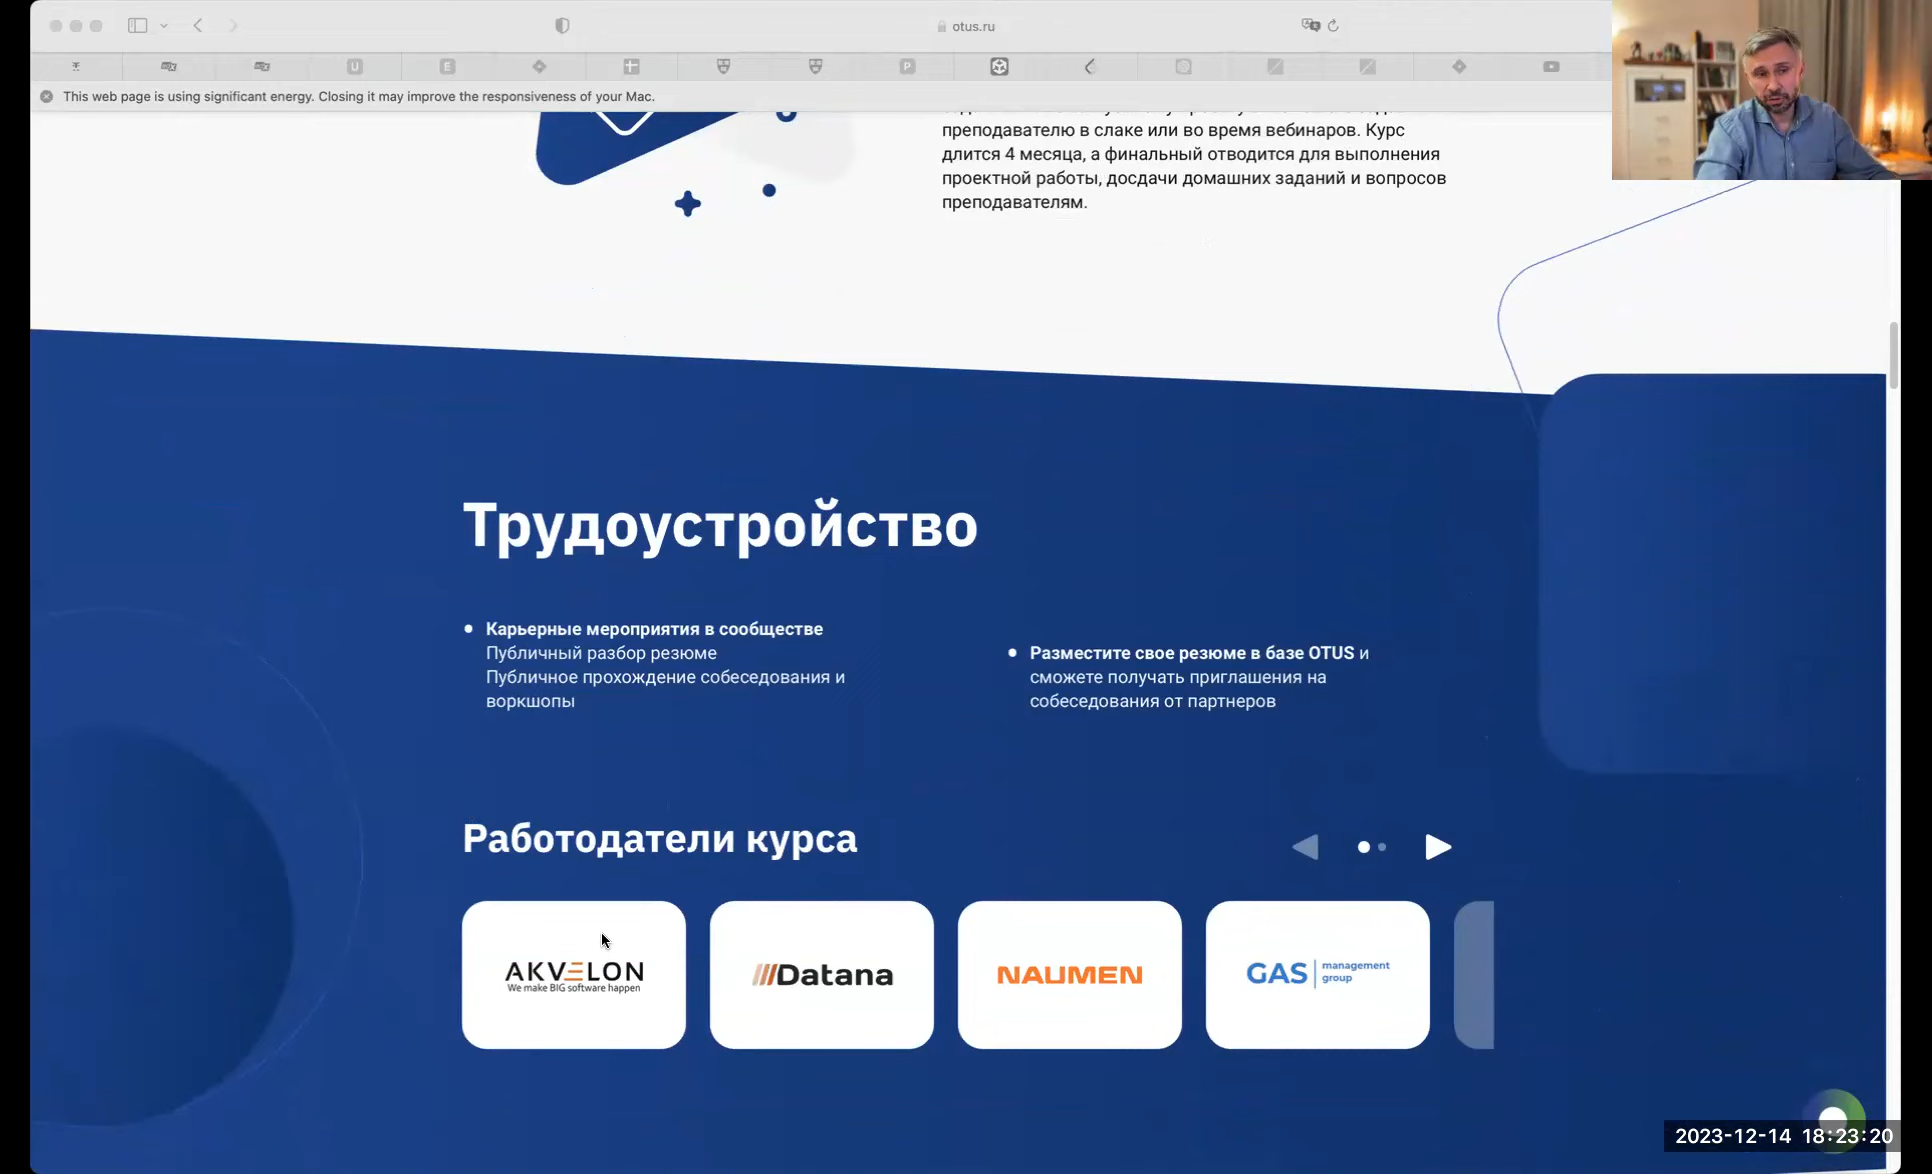 otus.ru
This web page is using significant energy. Closing it may improve the responsiveness of your Mac.
преподавателю в слаке или во время вебинаров. Курс
длится 4 месяца, а финальный отводится для выполнения
проектной работы, досдачи домашних заданий и вопросов
преподавателям.
Трудоустройство
Карьерные мероприятия в сообществе
Публичный разбор резюме
Публичное прохождение собеседования и
воркшопы
Разместите свое резюме в базе OTUS и
сможете получать приглашения на
собеседования от партнеров
Работодатели курса
AKVELON
We make BIG software happen
Datana
NAUMEN
GAS management
group
2023-12-14 18:23:20